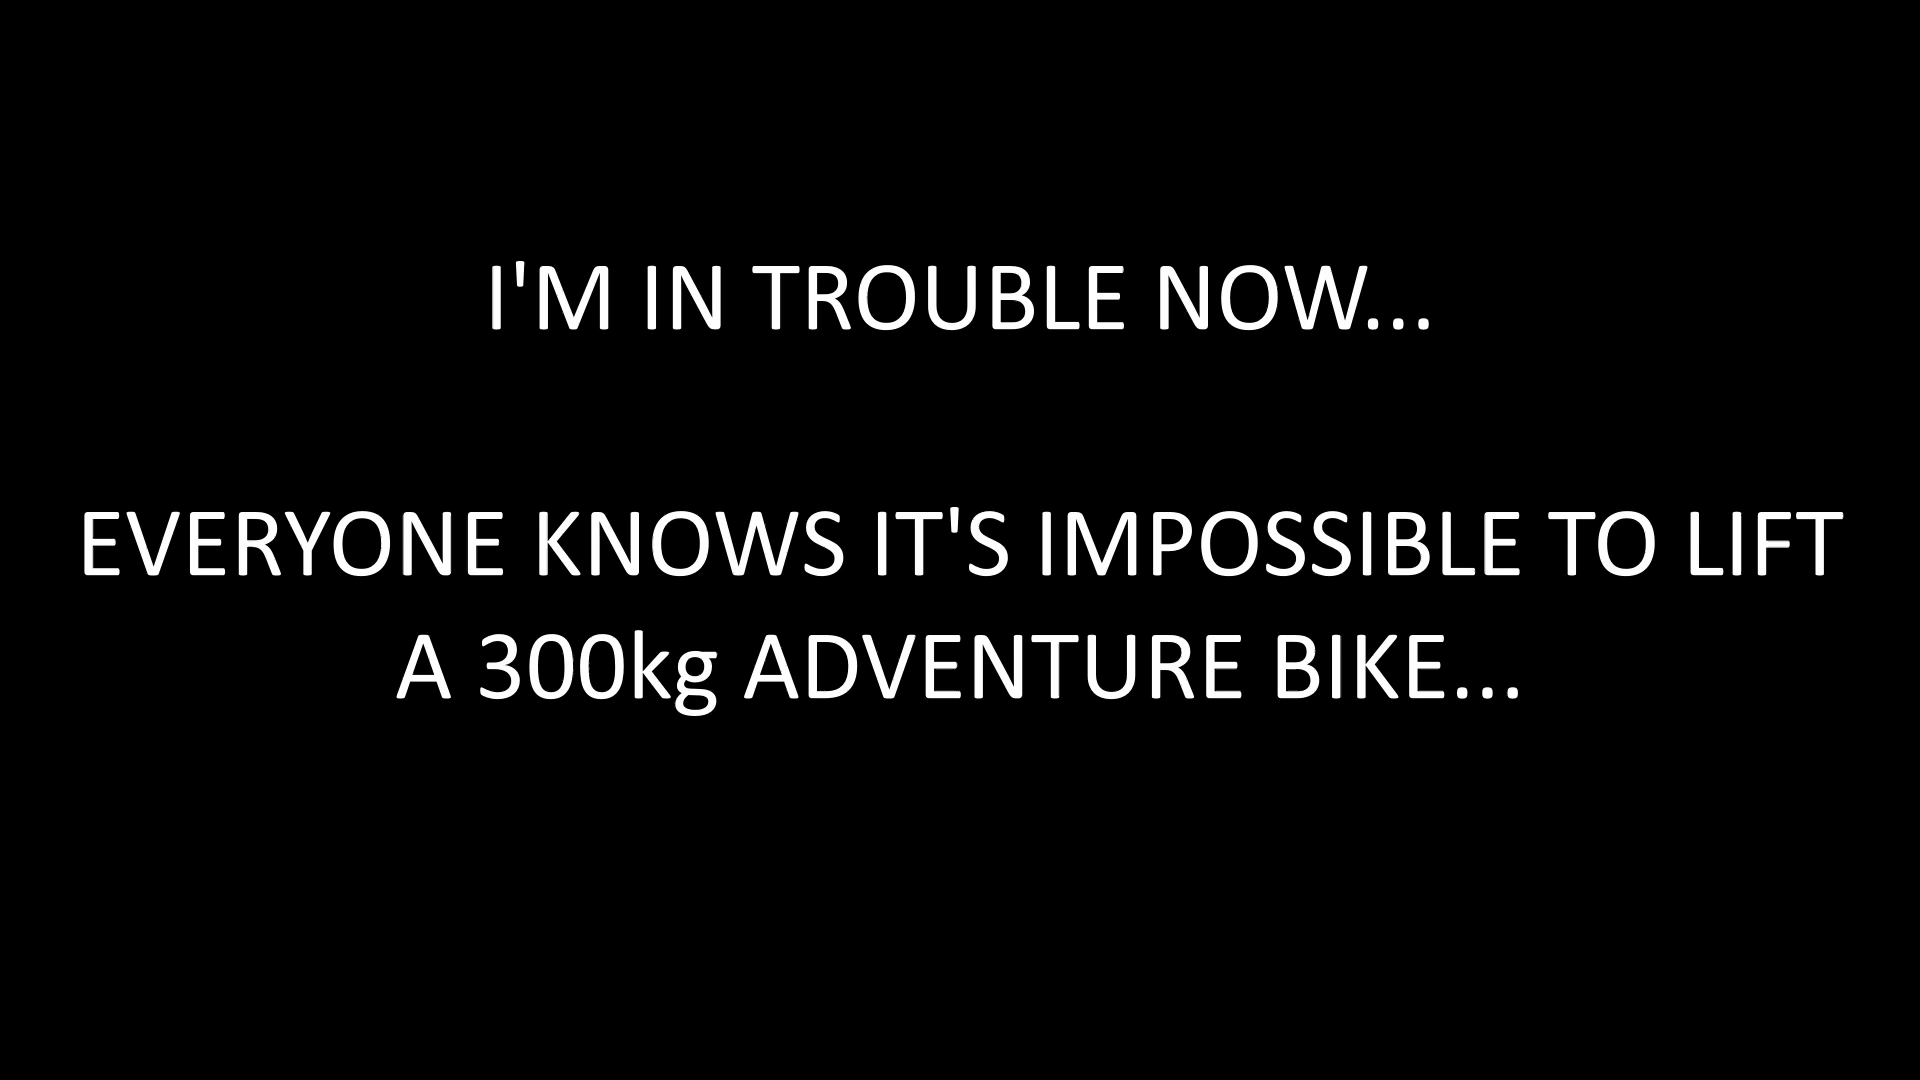 I'M IN TROUBLE NOW...
EVERYONE KNOWS IT'S IMPOSSIBLE TO LIFT
A 300kg ADVENTURE BIKE...